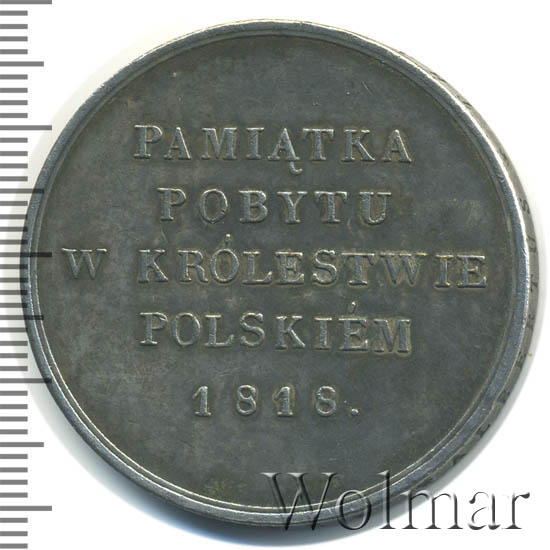 PAMIĄTKA
POBYTU
W KRÓLESTWIE
POLSKIÉM
1818.
Wolmar